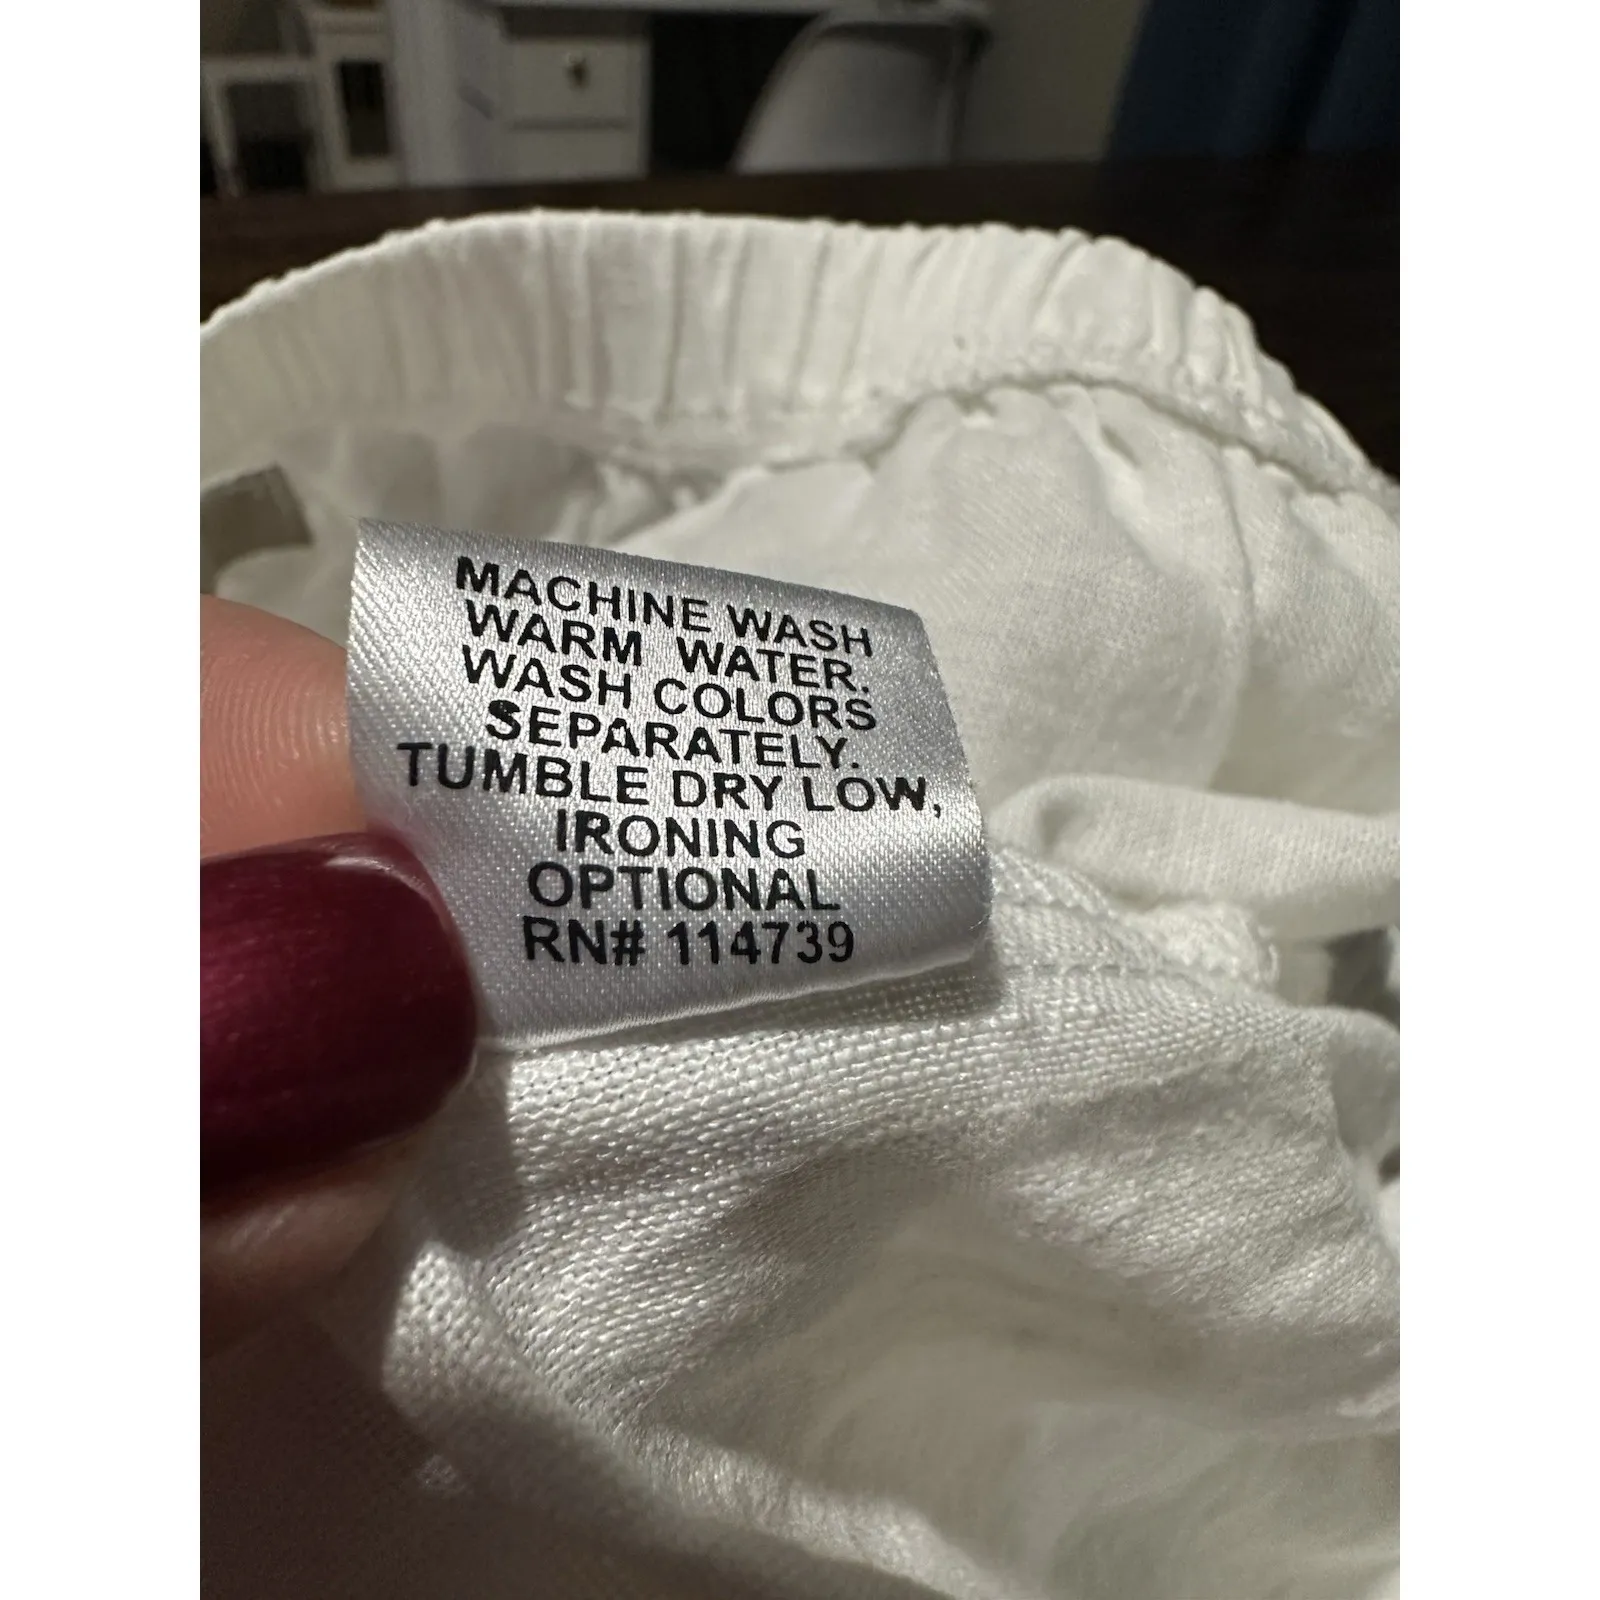 MACHINE WASH
WARM WATER.
WASH COLORS
SEPARATELY.
TUMBLE DRY LOW,
IRONING
OPTIONAL
RN# 114739